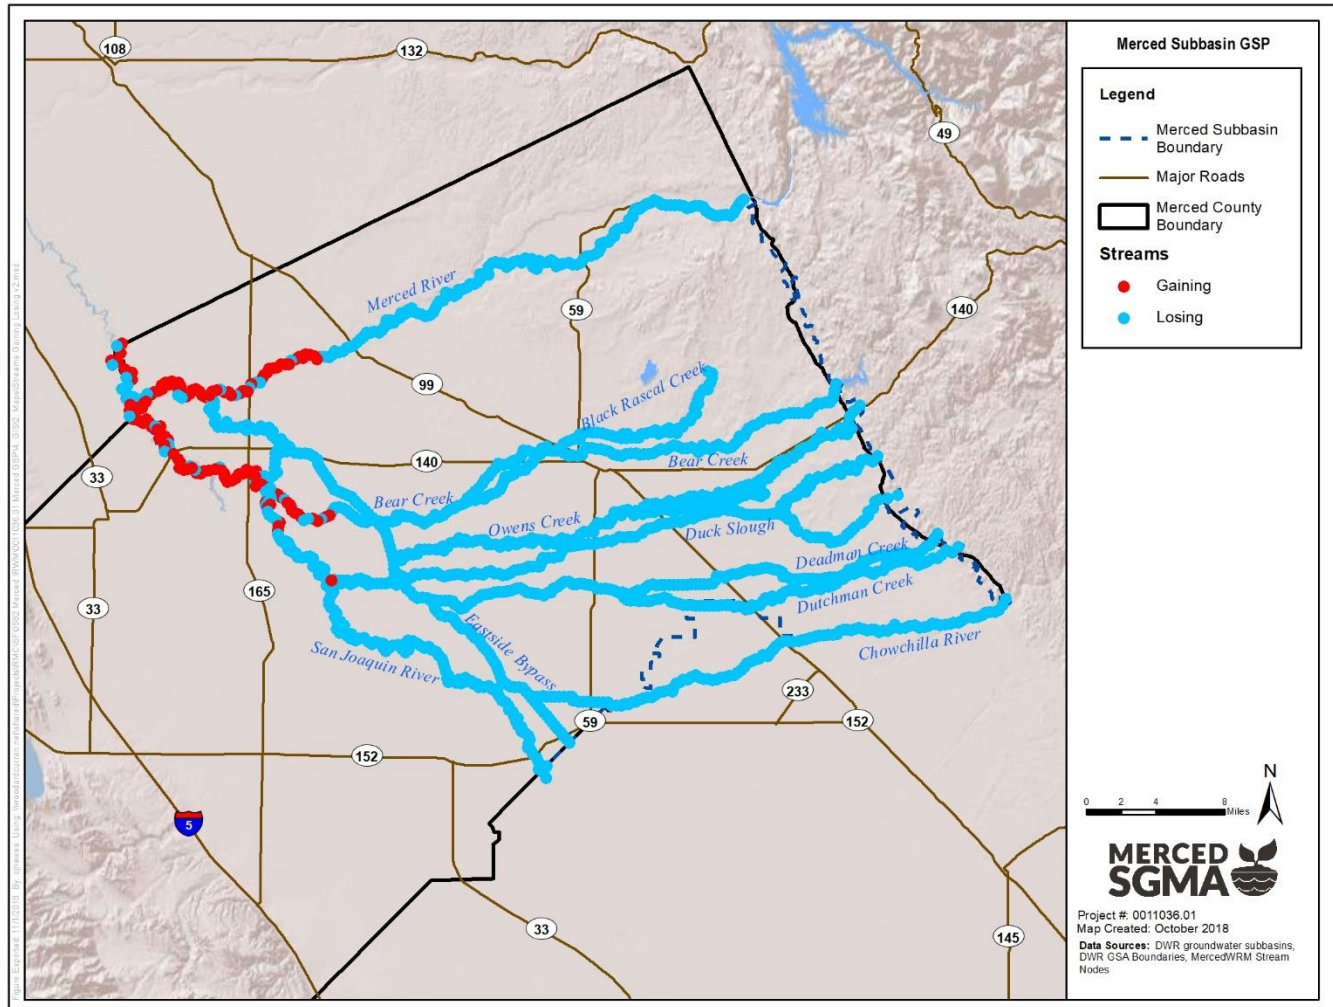 Merced Subbasin GSP
Legend
Merced Subbasin
Boundary
Major Roads
Merced County
Boundary
Streams
Gaining
Losing
108
132
49
Merced River
59
140
99
Black Rascal Creek
33
140
Bear Creek
Bear Creek
Owens Creek
Duck Slough
Deadman Creek
165
33
Dutchman Creek
Eastside Bypass
San Joaquin River
Chowchilla River
233
59
152
152
5
33
145
N
0 2 4 8
Miles
MERCED
SGMA
Project #: 0011036.01
Map Created: October 2018
Data Sources: DWR groundwater subbasins,
DWR GSA Boundaries, MercedWRM Stream
Nodes